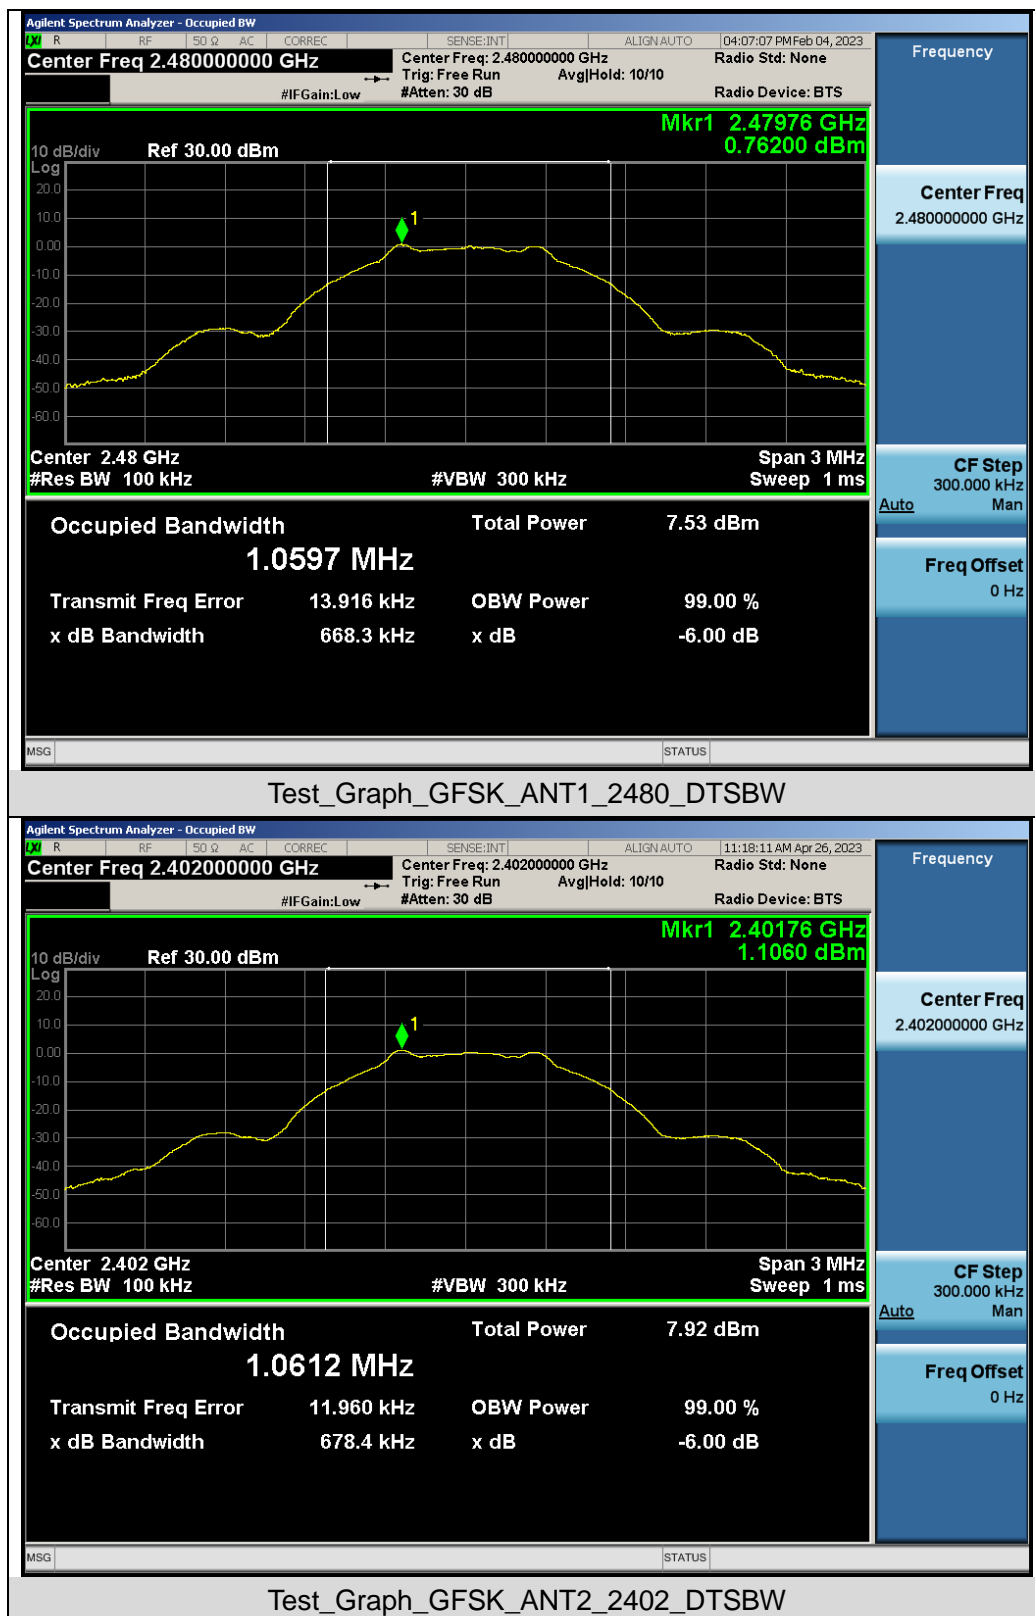 Agilent Spectrum Analyzer - Occupied BW
LXI R RF 50 Ω AC CORREC SENSE:INT ALIGN AUTO 04:07:07 PM Feb 04, 2023
Center Freq 2.480000000 GHz
Center Freq: 2.480000000 GHz
Radio Std: None
Trig: Free Run Avg|Hold: 10/10
#IFGain:Low
#Atten: 30 dB
Radio Device: BTS
Frequency
Mkr1 2.47976 GHz
0.76200 dBm
10 dB/div Ref 30.00 dBm
Log
20.0
10.0
0.00
-10.0
-20.0
-30.0
-40.0
-50.0
-60.0
1
Center 2.48 GHz Span 3 MHz
#Res BW 100 kHz #VBW 300 kHz Sweep 1 ms
Center Freq
2.480000000 GHz
CF Step
300.000 kHz
Auto Man
Freq Offset
0 Hz
Occupied Bandwidth Total Power 7.53 dBm
1.0597 MHz
Transmit Freq Error 13.916 kHz OBW Power 99.00 %
x dB Bandwidth 668.3 kHz x dB -6.00 dB
MSG STATUS
Test_Graph_GFSK_ANT1_2480_DTSBW
Agilent Spectrum Analyzer - Occupied BW
LXI R RF 50 Ω AC CORREC SENSE:INT ALIGN AUTO 11:18:11 AM Apr 26, 2023
Center Freq 2.402000000 GHz
Center Freq: 2.402000000 GHz
Radio Std: None
Trig: Free Run Avg|Hold: 10/10
#IFGain:Low
#Atten: 30 dB
Radio Device: BTS
Frequency
Mkr1 2.40176 GHz
1.1060 dBm
10 dB/div Ref 30.00 dBm
Log
20.0
10.0
0.00
-10.0
-20.0
-30.0
-40.0
-50.0
-60.0
1
Center 2.402 GHz Span 3 MHz
#Res BW 100 kHz #VBW 300 kHz Sweep 1 ms
Center Freq
2.402000000 GHz
CF Step
300.000 kHz
Auto Man
Freq Offset
0 Hz
Occupied Bandwidth Total Power 7.92 dBm
1.0612 MHz
Transmit Freq Error 11.960 kHz OBW Power 99.00 %
x dB Bandwidth 678.4 kHz x dB -6.00 dB
MSG STATUS
Test_Graph_GFSK_ANT2_2402_DTSBW